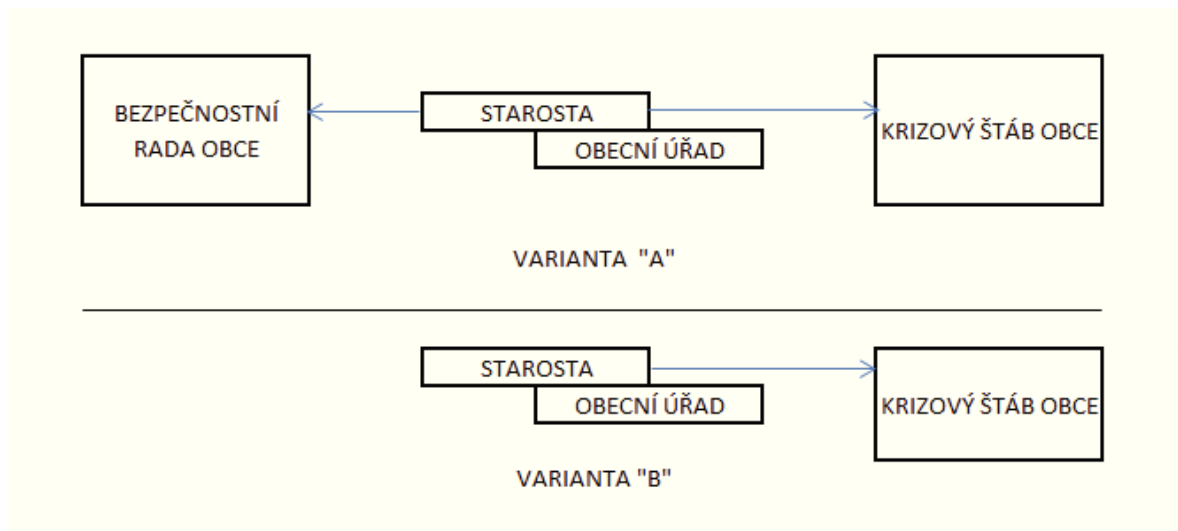 BEZPEČNOSTNÍ
RADA OBCE
STAROSTA
OBECNÍ ÚŘAD
KRIZOVÝ ŠTÁB OBCE
VARIANTA "A"
STAROSTA
OBECNÍ ÚŘAD
KRIZOVÝ ŠTÁB OBCE
VARIANTA "B"